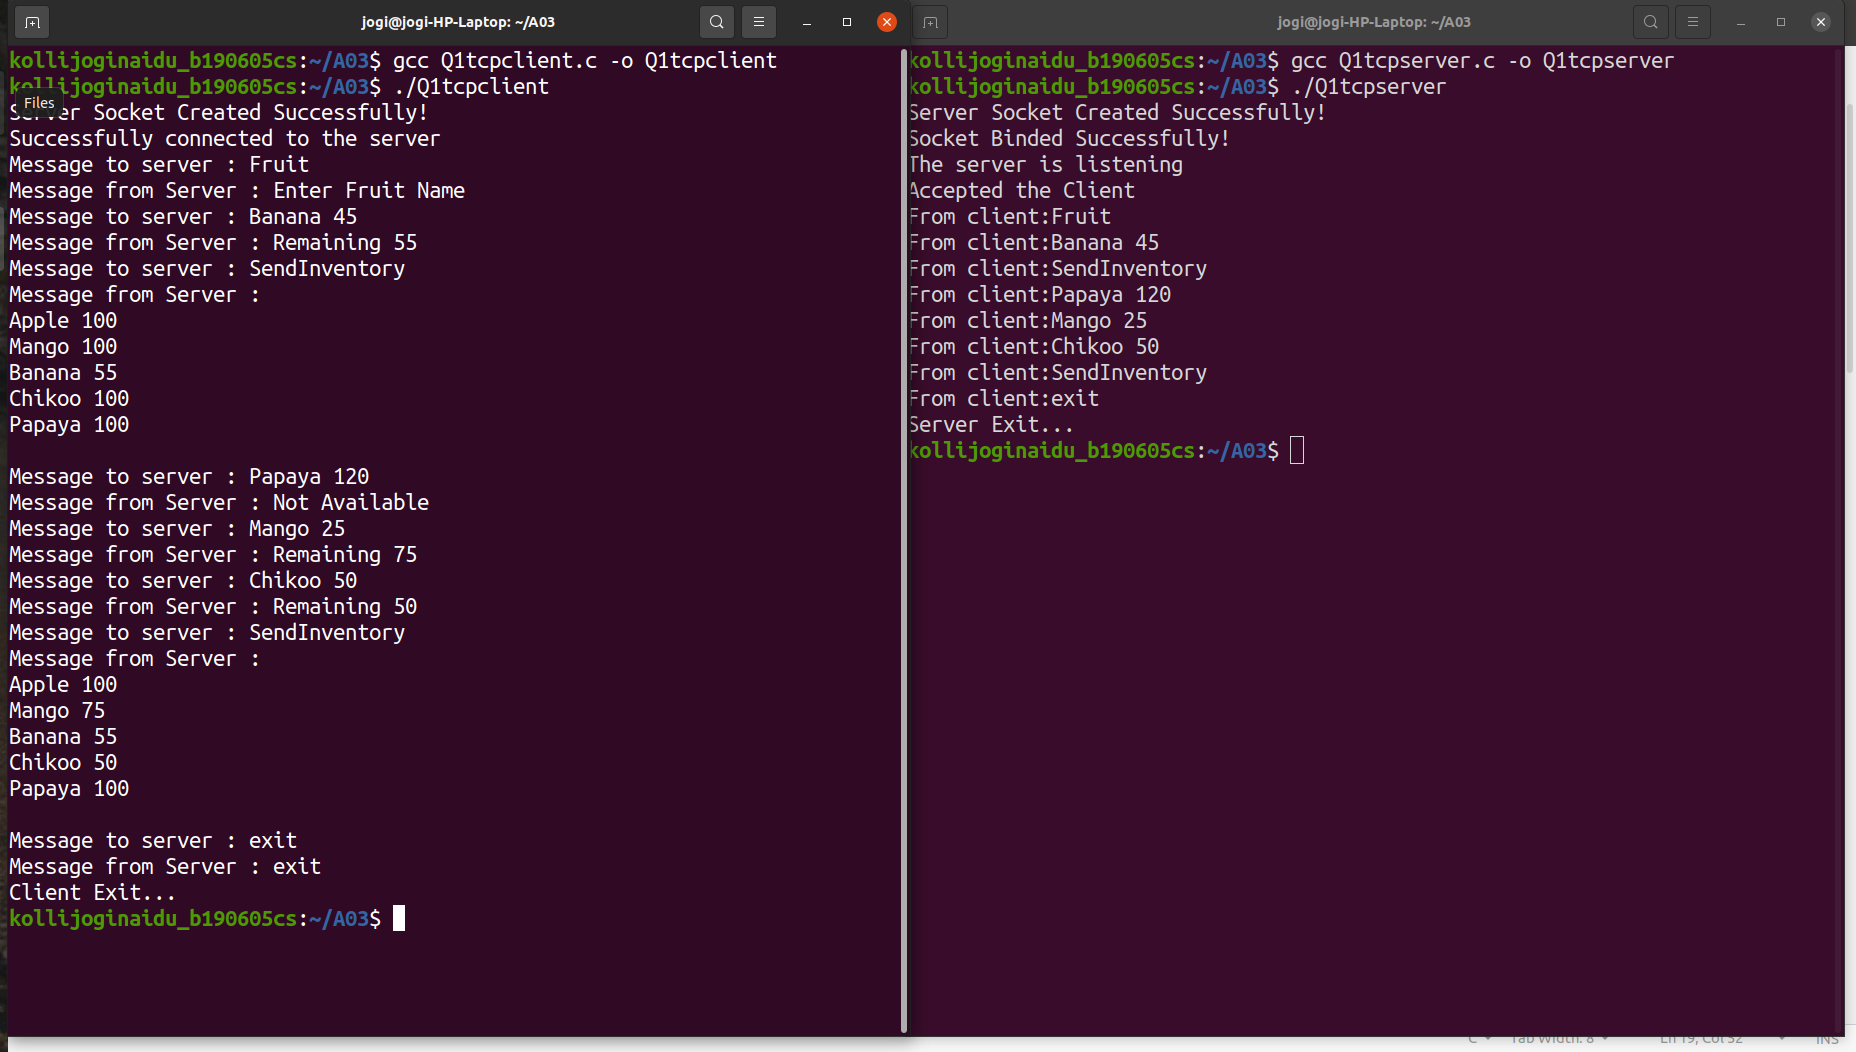 jogi@jogi-HP-Laptop: ~/A03
kollijoginaidu_b190605cs:~/A03$ gcc Q1tcpclient.c -o Q1tcpclient
kollijoginaidu_b190605cs:~/A03$ ./Q1tcpclient
Files
Server Socket Created Successfully!
Successfully connected to the server
Message to server : Fruit
Message from Server : Enter Fruit Name
Message to server : Banana 45
Message from Server : Remaining 55
Message to server : SendInventory
Message from Server :
Apple 100
Mango 100
Banana 55
Chikoo 100
Papaya 100
Message to server : Papaya 120
Message from Server : Not Available
Message to server : Mango 25
Message from Server : Remaining 75
Message to server : Chikoo 50
Message from Server : Remaining 50
Message to server : SendInventory
Message from Server :
Apple 100
Mango 75
Banana 55
Chikoo 50
Papaya 100
Message to server : exit
Message from Server : exit
Client Exit...
kollijoginaidu_b190605cs:~/A03$
jogi@jogi-HP-Laptop: ~/A03
kollijoginaidu_b190605cs:~/A03$ gcc Q1tcpserver.c -o Q1tcpserver
kollijoginaidu_b190605cs:~/A03$ ./Q1tcpserver
Server Socket Created Successfully!
Socket Binded Successfully!
The server is listening
Accepted the Client
From client:Fruit
From client:Banana 45
From client:SendInventory
From client:Papaya 120
From client:Mango 25
From client:Chikoo 50
From client:SendInventory
From client:exit
Server Exit...
kollijoginaidu_b190605cs:~/A03$
C Tab Width: 8 Ln 19, Col 32 INS